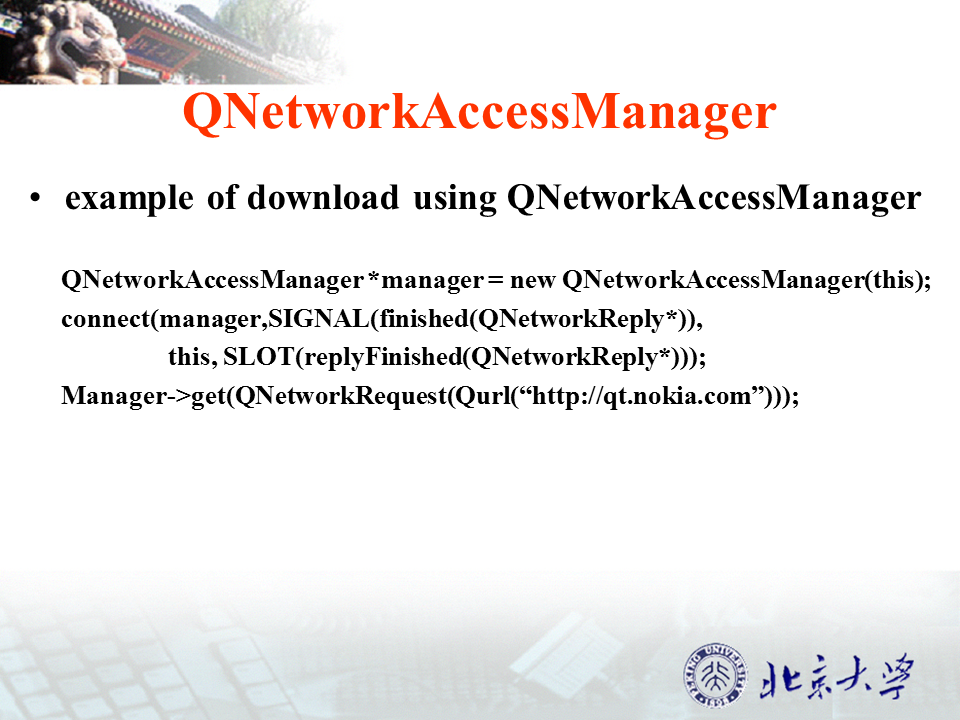 QNetworkAccessManager
• example of download using QNetworkAccessManager
QNetworkAccessManager *manager = new QNetworkAccessManager(this);
connect(manager,SIGNAL(finished(QNetworkReply*)),
this, SLOT(replyFinished(QNetworkReply*)));
Manager->get(QNetworkRequest(Qurl(“http://qt.nokia.com”)));
PEKING UNIVERSITY
1898
北京大学